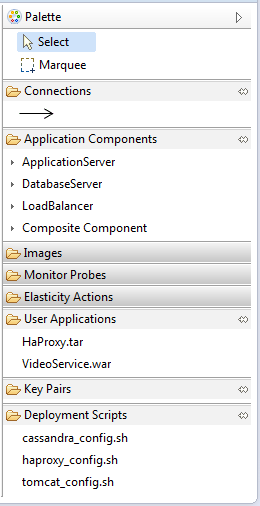 Palette
Select
Marquee
Connections
Application Components
ApplicationServer
DatabaseServer
LoadBalancer
Composite Component
Images
Monitor Probes
Elasticity Actions
User Applications
HaProxy.tar
VideoService.war
Key Pairs
Deployment Scripts
cassandra_config.sh
haproxy_config.sh
tomcat_config.sh